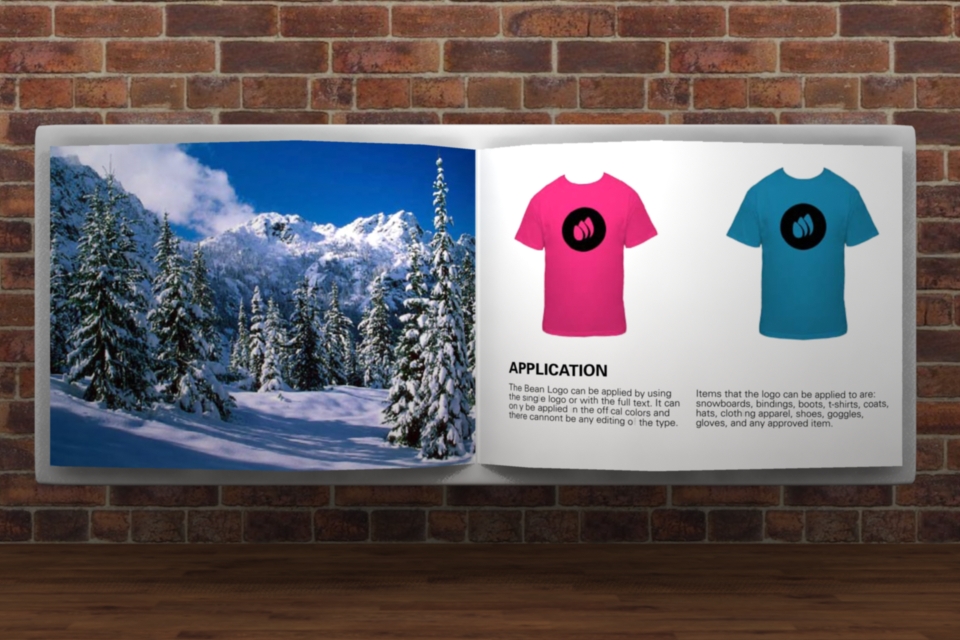 APPLICATION
The Bean Logo can be applied by using
the single logo or with the full text. It can
only be applied in the offical colors and
there cannont be any editing of the type.
Items that the logo can be applied to are:
snowboards, bindings, boots, t-shirts, coats,
hats, clothing apparel, shoes, goggles,
gloves, and any approved item.